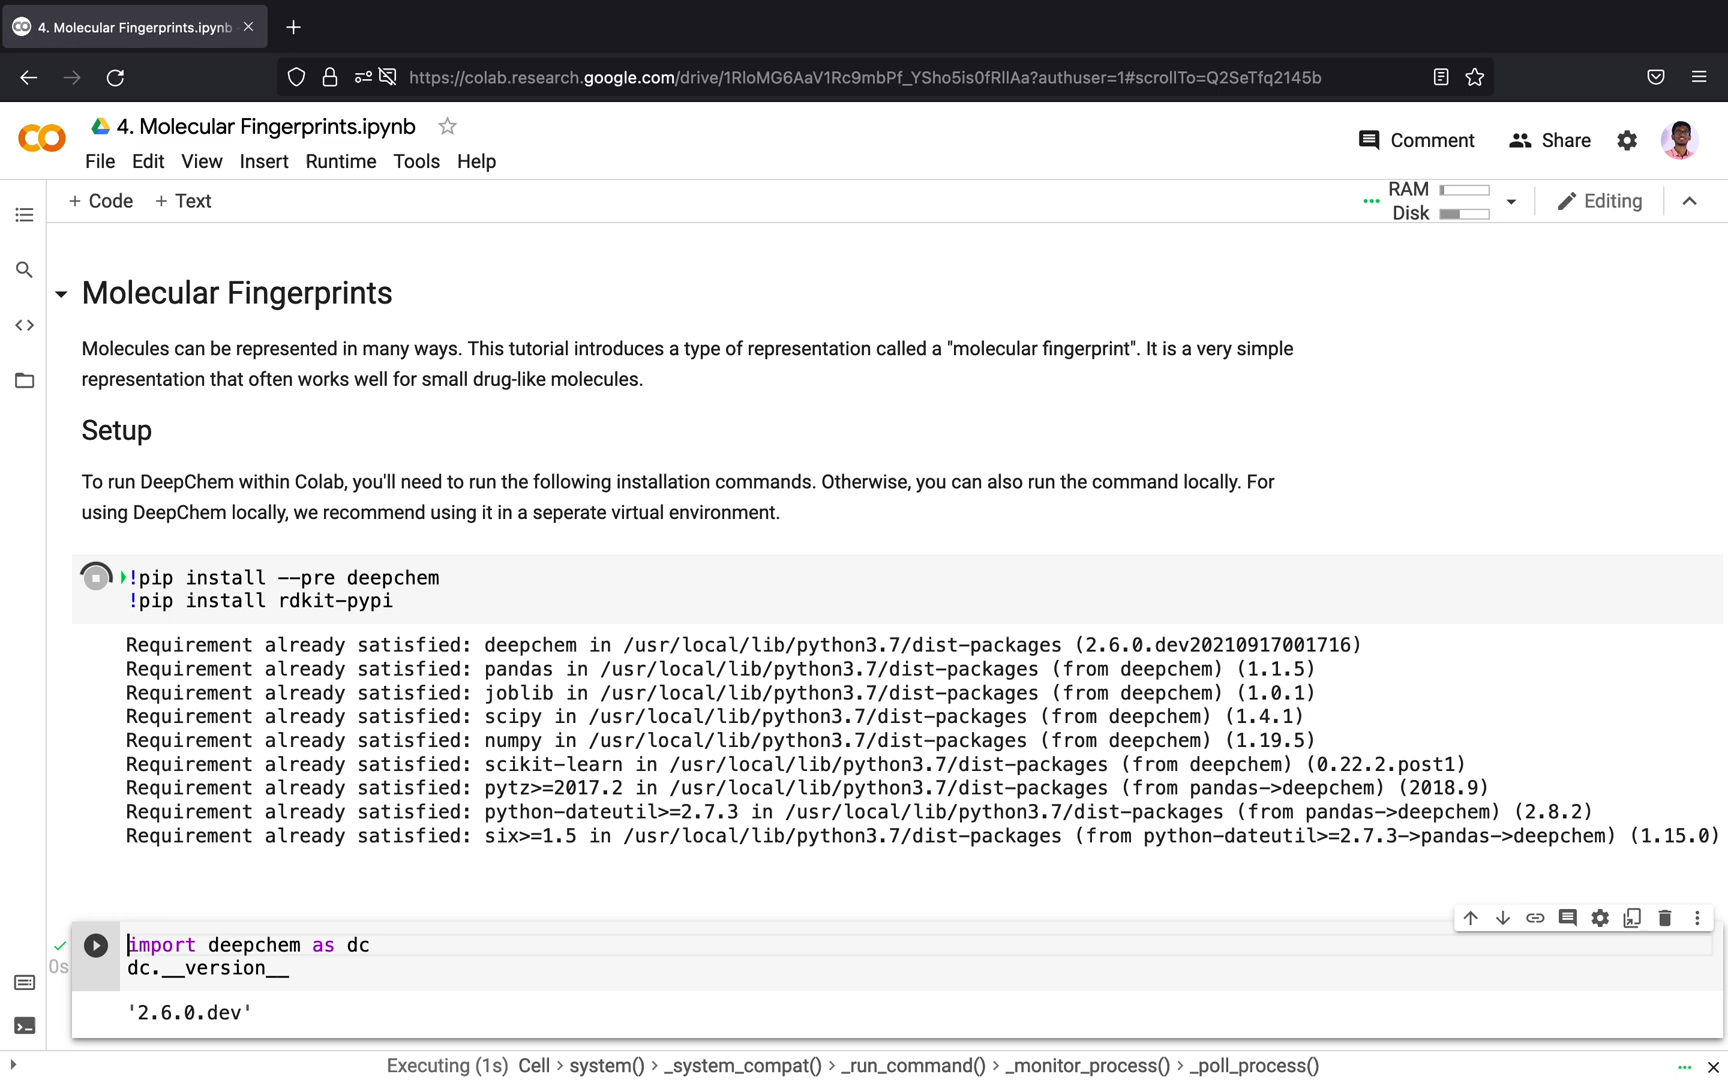 4. Molecular Fingerprints.ipynb
https://colab.research.google.com/drive/1RloMG6AaV1Rc9mbPf_YSho5is0fRllAa?authuser=1#scrollTo=Q2SeTfq2145b
4. Molecular Fingerprints.ipynb
Comment
Share
File Edit View Insert Runtime Tools Help
+ Code + Text
RAM
Disk
Editing
Molecular Fingerprints
Molecules can be represented in many ways. This tutorial introduces a type of representation called a "molecular fingerprint". It is a very simple
representation that often works well for small drug-like molecules.
Setup
To run DeepChem within Colab, you'll need to run the following installation commands. Otherwise, you can also run the command locally. For
using DeepChem locally, we recommend using it in a seperate virtual environment.
!pip install --pre deepchem
!pip install rdkit-pypi
Requirement already satisfied: deepchem in /usr/local/lib/python3.7/dist-packages (2.6.0.dev20210917001716)
Requirement already satisfied: pandas in /usr/local/lib/python3.7/dist-packages (from deepchem) (1.1.5)
Requirement already satisfied: joblib in /usr/local/lib/python3.7/dist-packages (from deepchem) (1.0.1)
Requirement already satisfied: scipy in /usr/local/lib/python3.7/dist-packages (from deepchem) (1.4.1)
Requirement already satisfied: numpy in /usr/local/lib/python3.7/dist-packages (from deepchem) (1.19.5)
Requirement already satisfied: scikit-learn in /usr/local/lib/python3.7/dist-packages (from deepchem) (0.22.2.post1)
Requirement already satisfied: pytz>=2017.2 in /usr/local/lib/python3.7/dist-packages (from pandas->deepchem) (2018.9)
Requirement already satisfied: python-dateutil>=2.7.3 in /usr/local/lib/python3.7/dist-packages (from pandas->deepchem) (2.8.2)
Requirement already satisfied: six>=1.5 in /usr/local/lib/python3.7/dist-packages (from python-dateutil>=2.7.3->pandas->deepchem) (1.15.0)
import deepchem as dc
0s
dc.__version__
'2.6.0.dev'
Executing (1s) Cell > system() > _system_compat() > _run_command() > _monitor_process() > _poll_process()